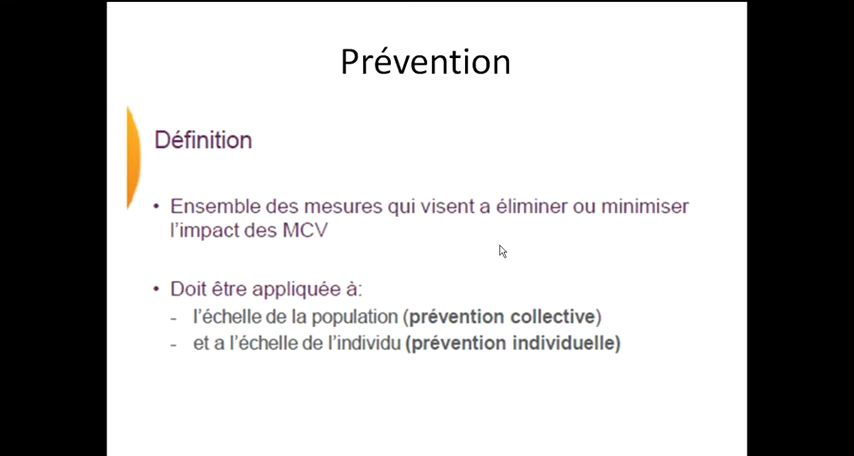 Prévention
Définition
• Ensemble des mesures qui visent a éliminer ou minimiser
l'impact des MCV
• Doit être appliquée à:
- l'échelle de la population (prévention collective)
- et a l'échelle de l'individu (prévention individuelle)